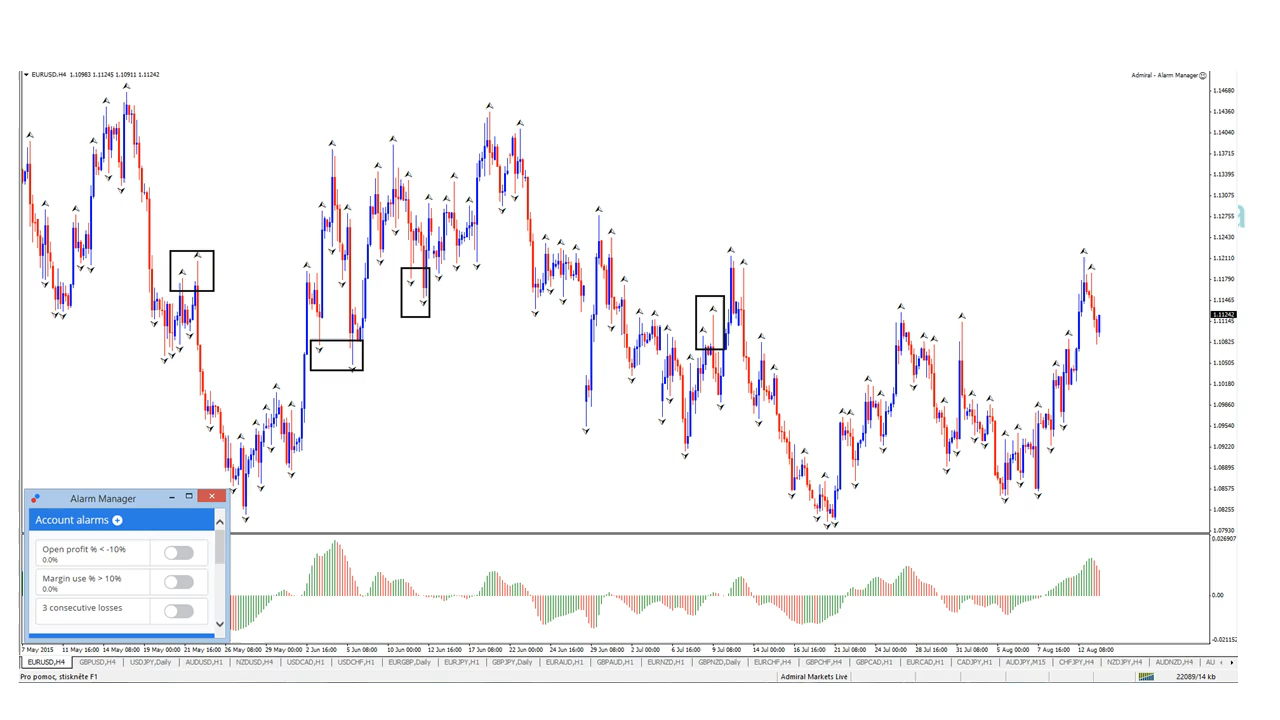 EURUSD,H4 1.10983 1.11245 1.10911 1.11242
Admiral - Alarm Manager
1.14680
1.14360
1.14040
1.13715
1.13395
1.13075
1.12755
1.12430
1.12110
1.11790
1.11465
1.11242
1.11145
1.10825
1.10505
1.10180
1.09860
1.09540
1.09220
1.08895
1.08575
1.08255
1.07930
Alarm Manager
Account alarms
Open profit % < -10%
0.0%
Margin use % > 10%
0.0%
3 consecutive losses
0.026907
0.00
-0.021152
7 May 2015 11 May 16:00 14 May 08:00 19 May 00:00 21 May 16:00 26 May 08:00 29 May 00:00 2 Jun 16:00 5 Jun 08:00 10 Jun 00:00 12 Jun 16:00 17 Jun 08:00 22 Jun 00:00 24 Jun 16:00 29 Jun 08:00 2 Jul 00:00 6 Jul 16:00 9 Jul 08:00 14 Jul 00:00 16 Jul 16:00 21 Jul 08:00 24 Jul 00:00 28 Jul 16:00 31 Jul 08:00 5 Aug 00:00 7 Aug 16:00 12 Aug 08:00
EURUSD,H4 GBPUSD,H4 USDJPY,Daily AUDUSD,H1 NZDUSD,H4 USDCAD,H1 USDCHF,H1 EURGBP,Daily EURJPY,H1 GBPJPY,Daily EURAUD,H1 GBPAUD,H1 EURNZD,H1 GBPNZD,Daily EURCHF,H4 GBPCHF,H4 GBPCAD,H1 EURCAD,H1 CADJPY,H1 AUDJPY,M15 CHFJPY,H4 NZDJPY,H4 AUDNZD,H4 AU
Pro pomoc, stiskněte F1
Admiral Markets Live
22089/14 kb